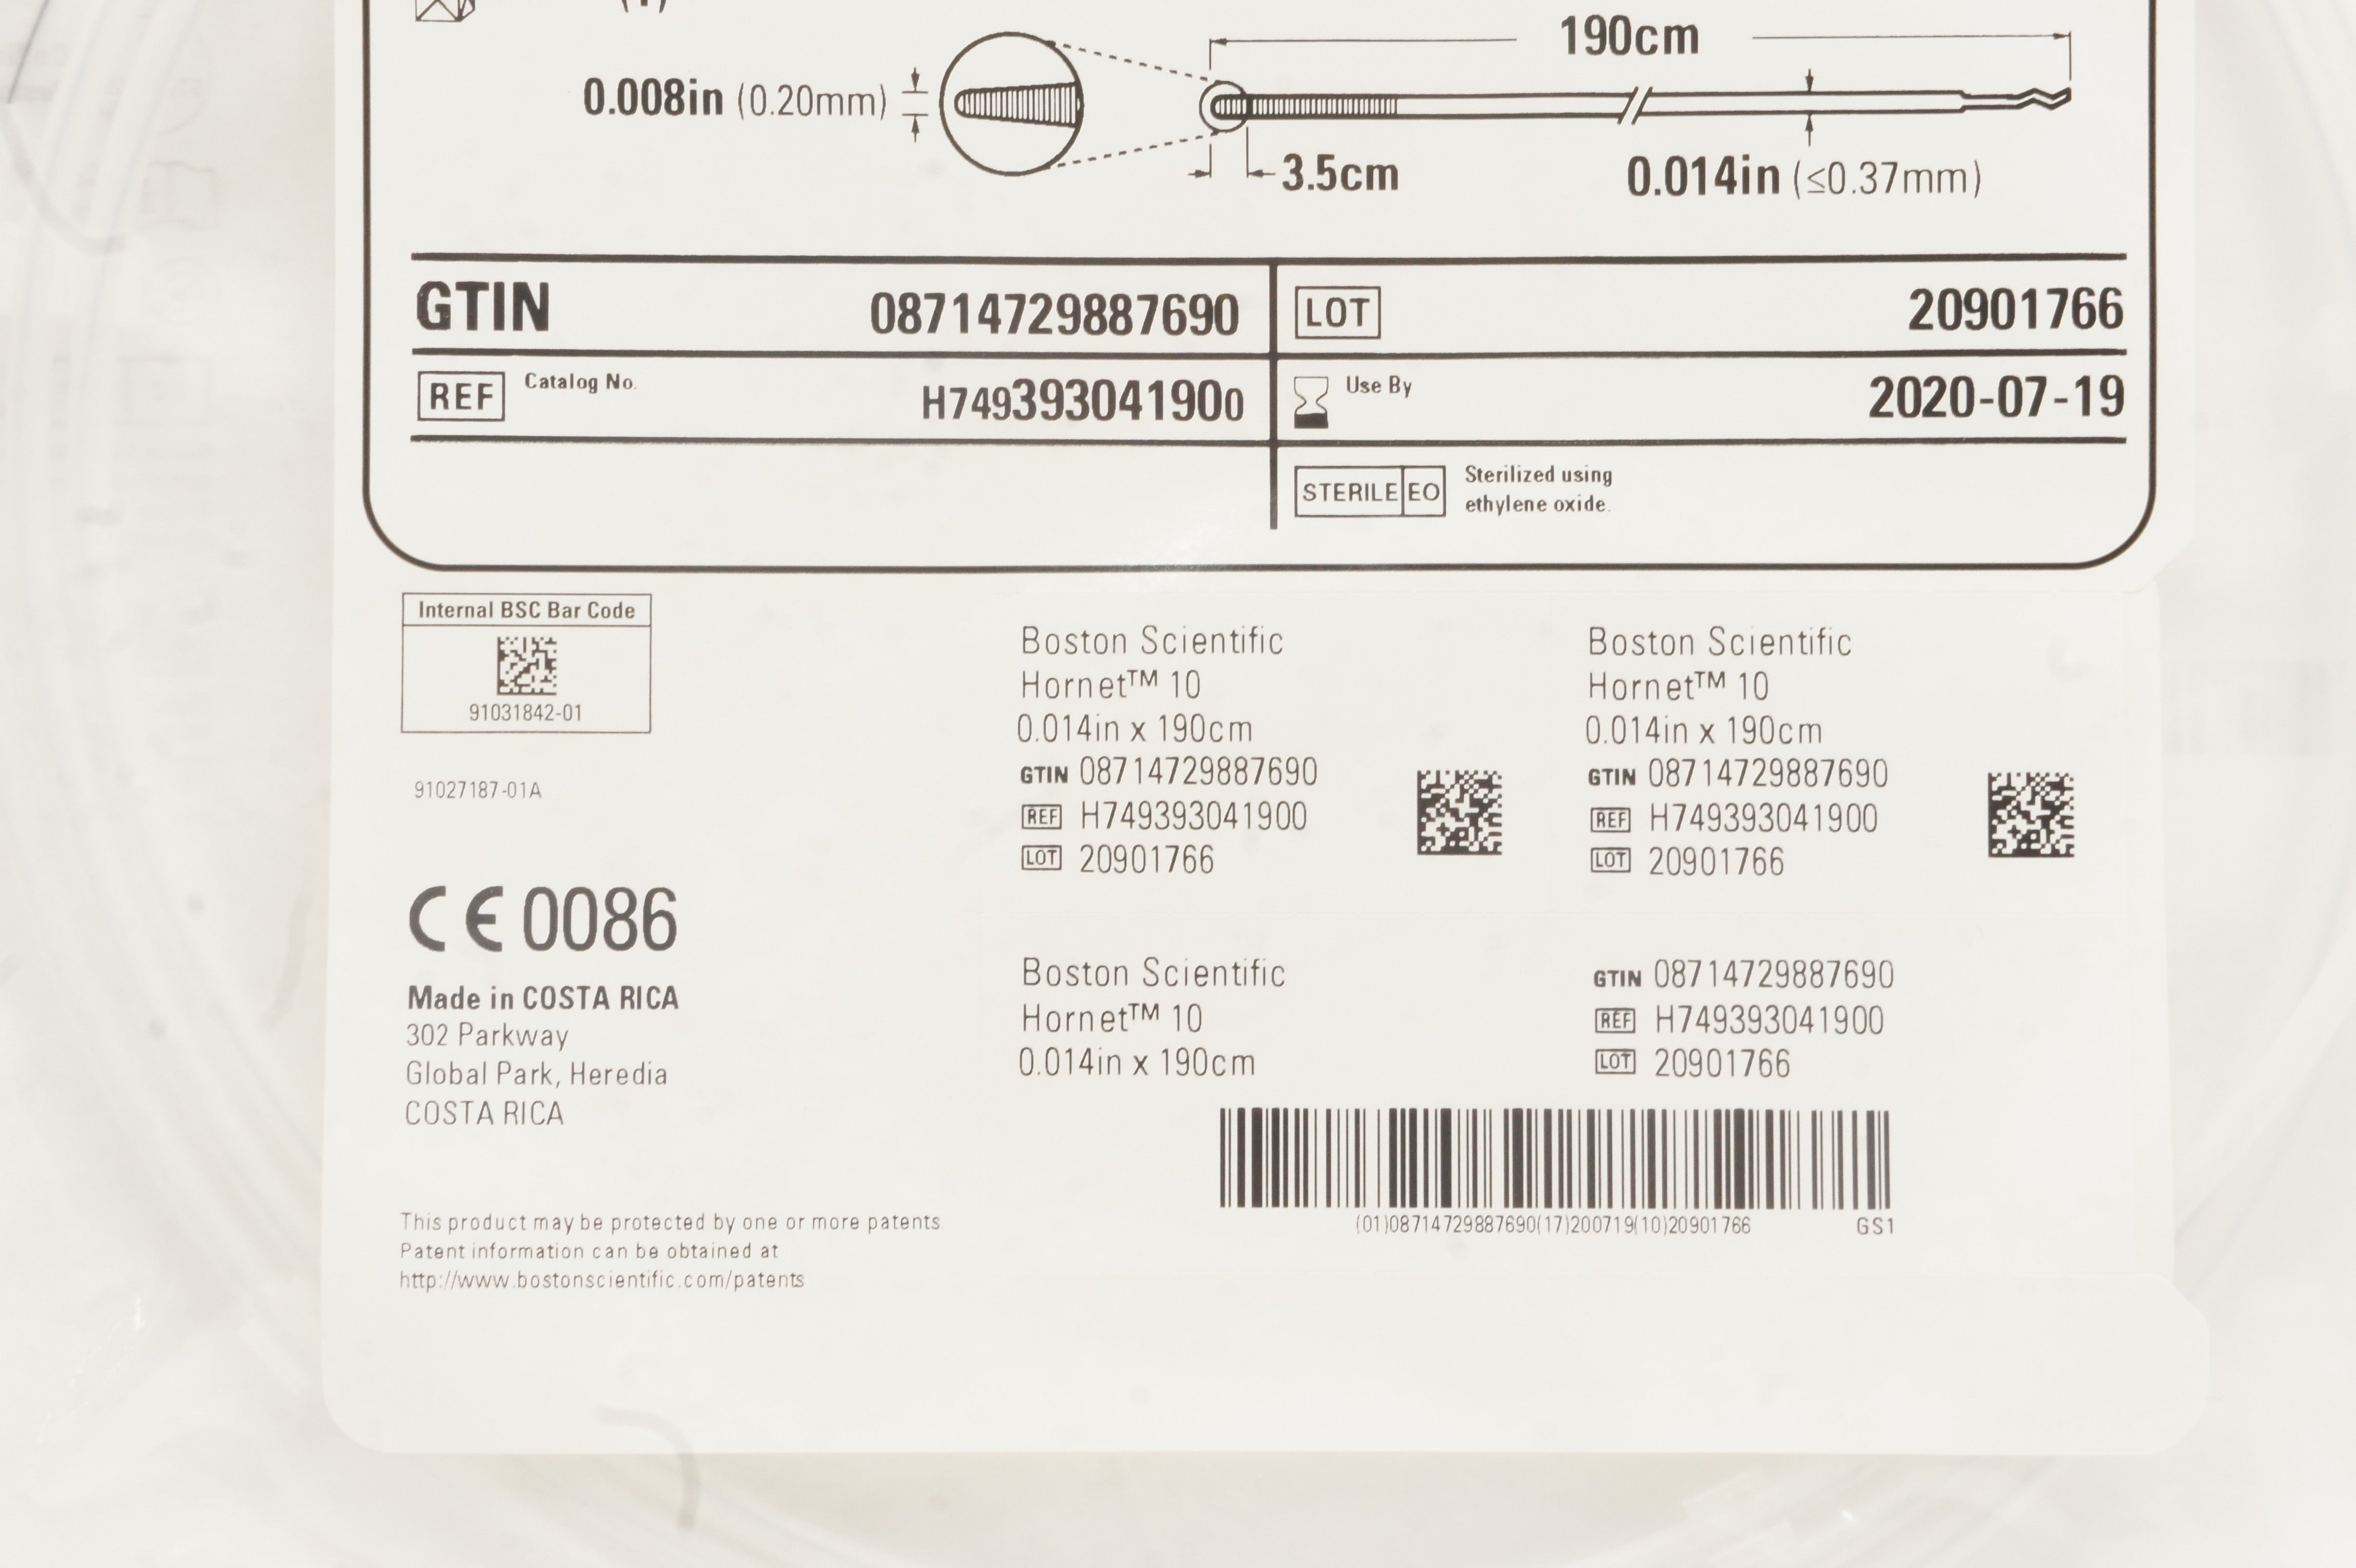 190cm
0.008in (0.20mm)
3.5cm
0.014in (≤0.37mm)
GTIN 08714729887690
LOT 20901766
REF Catalog No. H749393041900
Use By 2020-07-19
STERILE EO Sterilized using
ethylene oxide.
Internal BSC Bar Code
91031842-01
91027187-01A
CE 0086
Made in COSTA RICA
302 Parkway
Global Park, Heredia
COSTA RICA
This product may be protected by one or more patents
Patent information can be obtained at
http://www.bostonscientific.com/patents
Boston Scientific
Hornet™ 10
0.014in x 190cm
GTIN 08714729887690
REF H749393041900
LOT 20901766
Boston Scientific
Hornet™ 10
0.014in x 190cm
GTIN 08714729887690
REF H749393041900
LOT 20901766
Boston Scientific
Hornet™ 10
0.014in x 190cm
GTIN 08714729887690
REF H749393041900
LOT 20901766
(01)08714729887690(17)200719(10)20901766 GS1